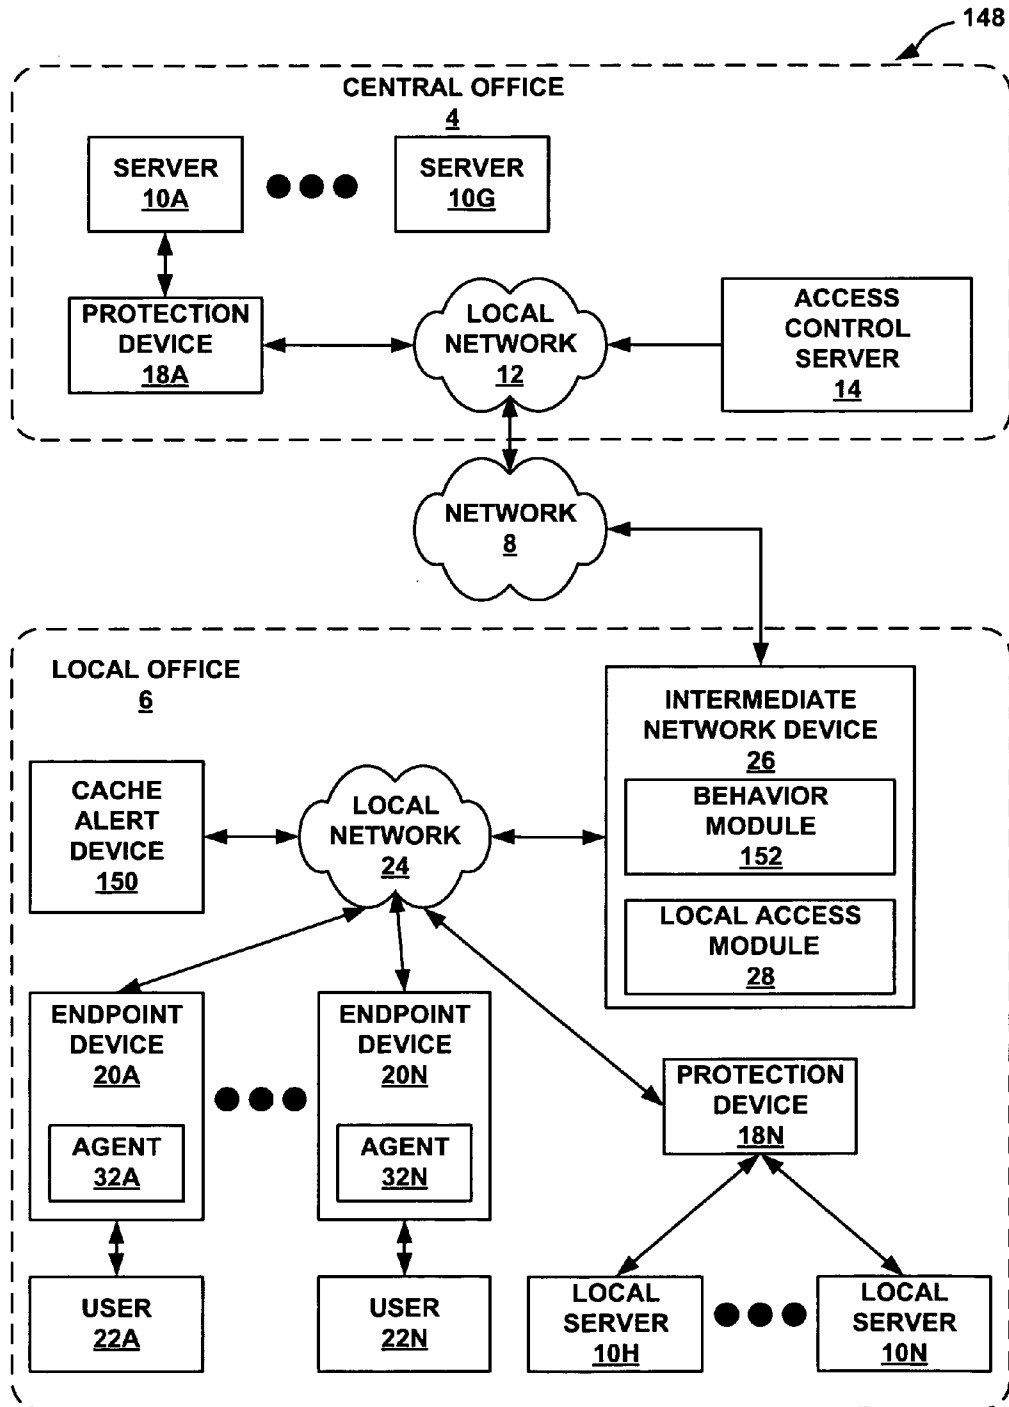 148
CENTRAL OFFICE
4
SERVER
10A
SERVER
10G
PROTECTION
DEVICE
18A
LOCAL
NETWORK
12
ACCESS
CONTROL
SERVER
14
NETWORK
8
LOCAL OFFICE
6
INTERMEDIATE
NETWORK DEVICE
26
BEHAVIOR
MODULE
152
LOCAL ACCESS
MODULE
28
CACHE
ALERT
DEVICE
150
LOCAL
NETWORK
24
ENDPOINT
DEVICE
20A
AGENT
32A
ENDPOINT
DEVICE
20N
AGENT
32N
PROTECTION
DEVICE
18N
USER
22A
USER
22N
LOCAL
SERVER
10H
LOCAL
SERVER
10N